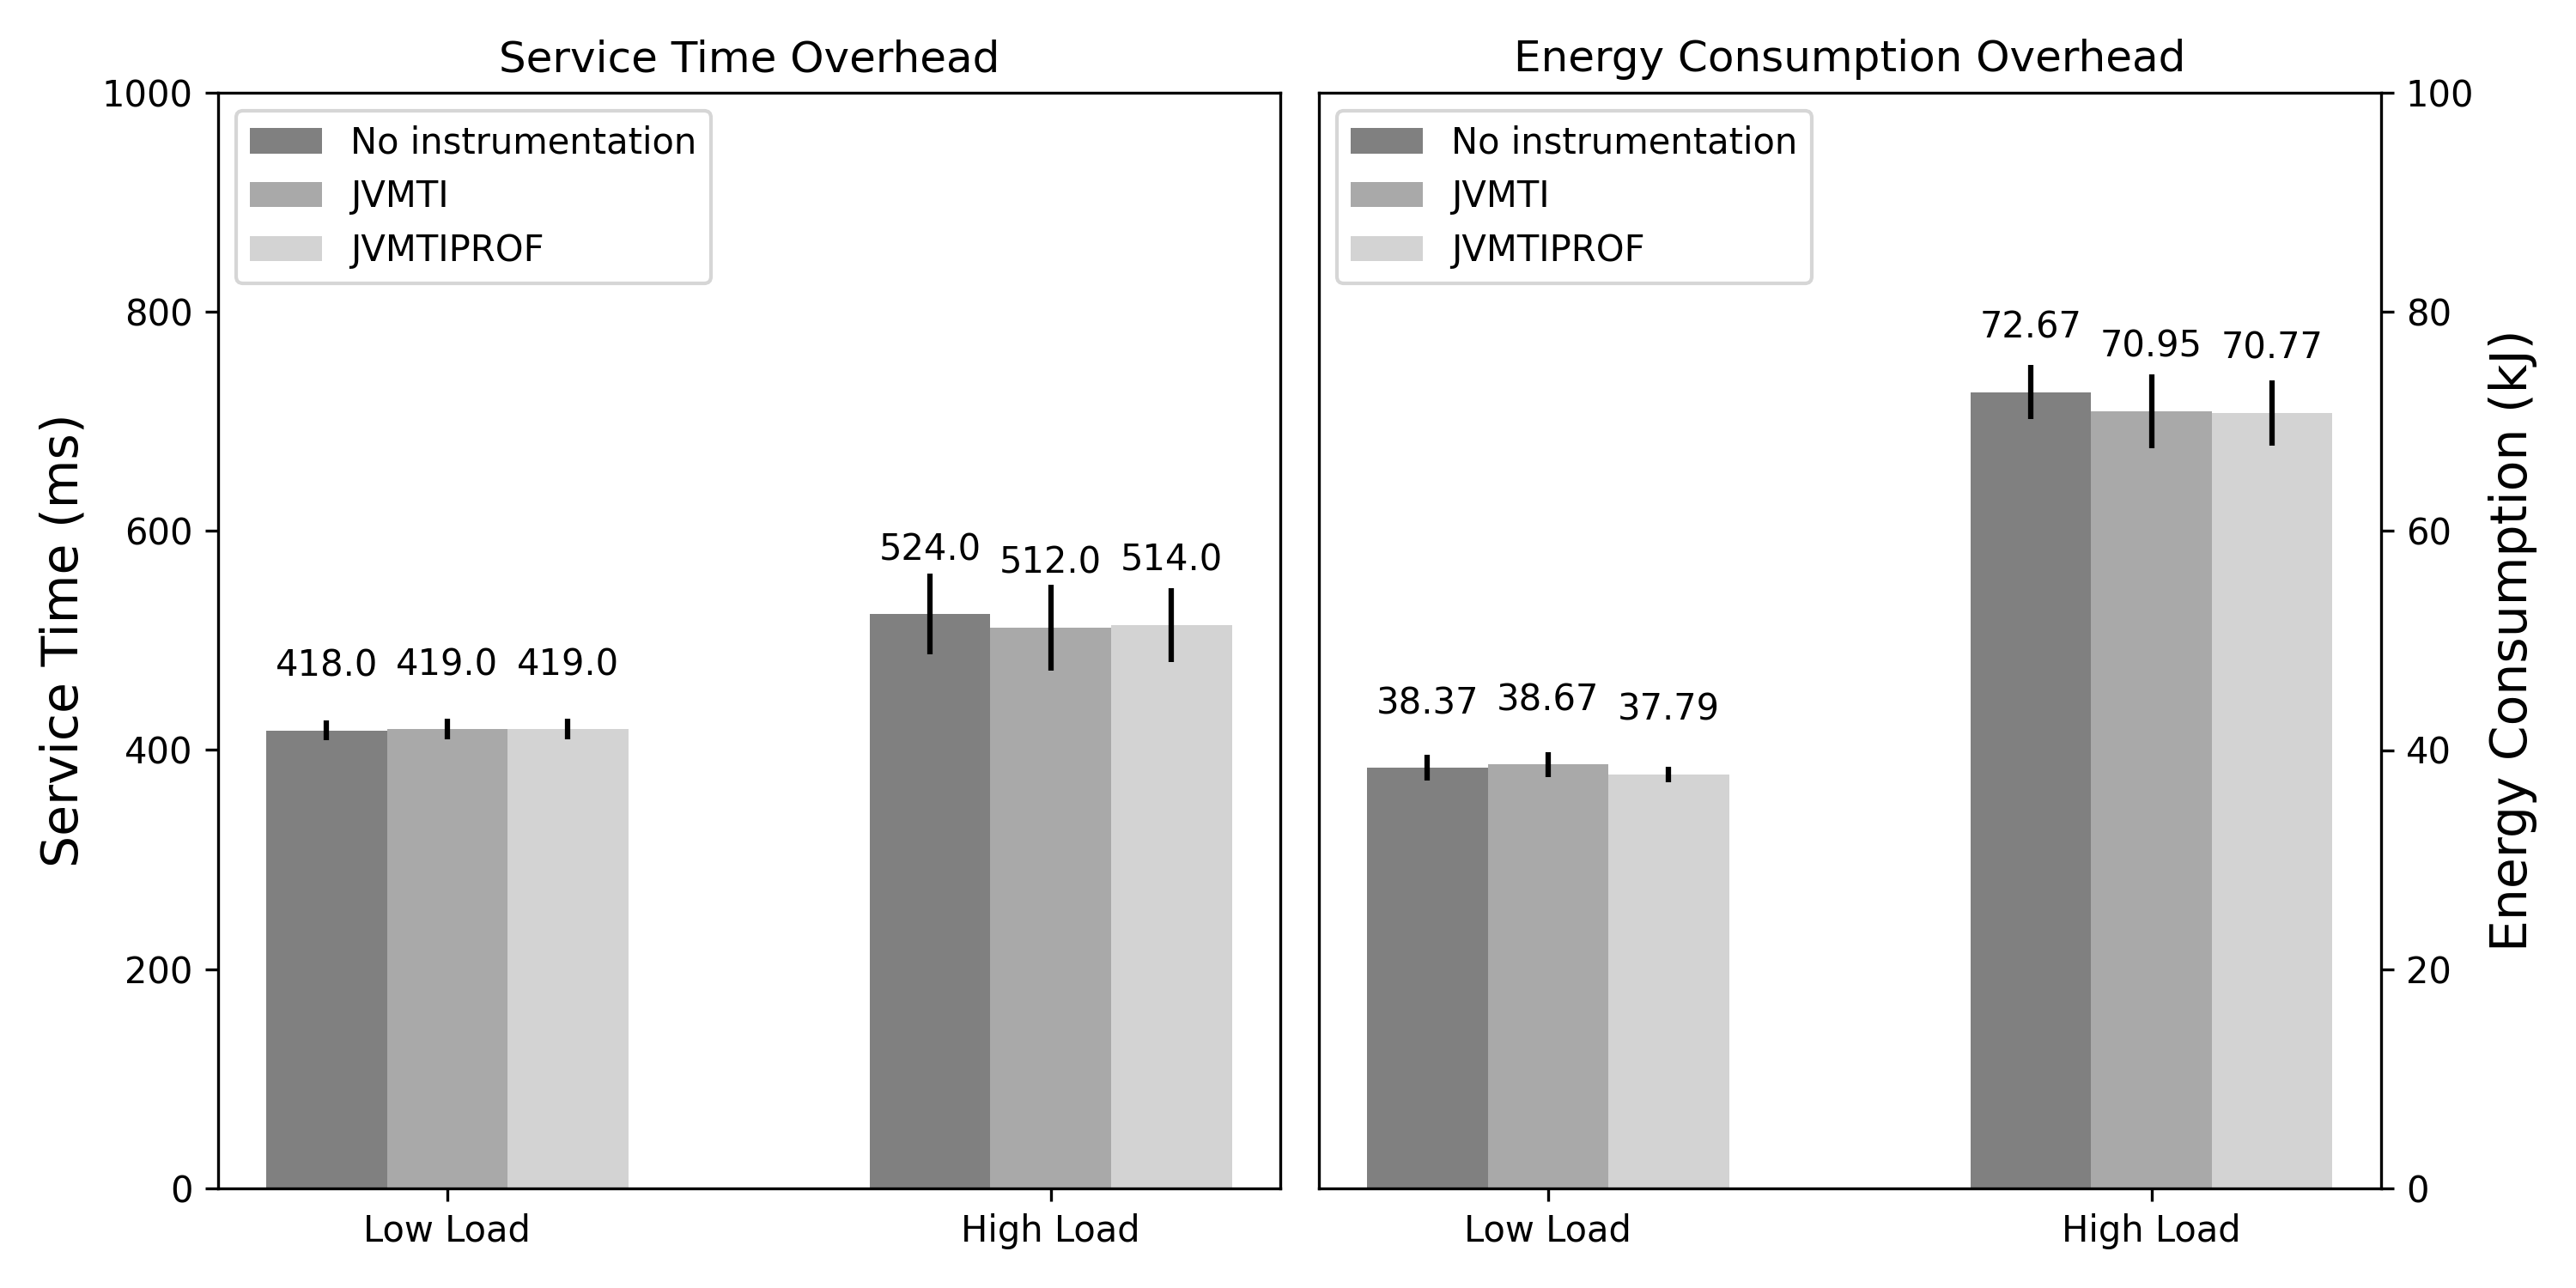 Service Time Overhead
1000
800
600
400
200
0
Service Time (ms)
No instrumentation
JVMTI
JVMTIPROF
418.0 419.0 419.0
524.0 512.0 514.0
Low Load
High Load
Energy Consumption Overhead
No instrumentation
JVMTI
JVMTIPROF
38.37 38.67 37.79
72.67 70.95 70.77
Low Load
High Load
100
80
60
40
20
0
Energy Consumption (kJ)